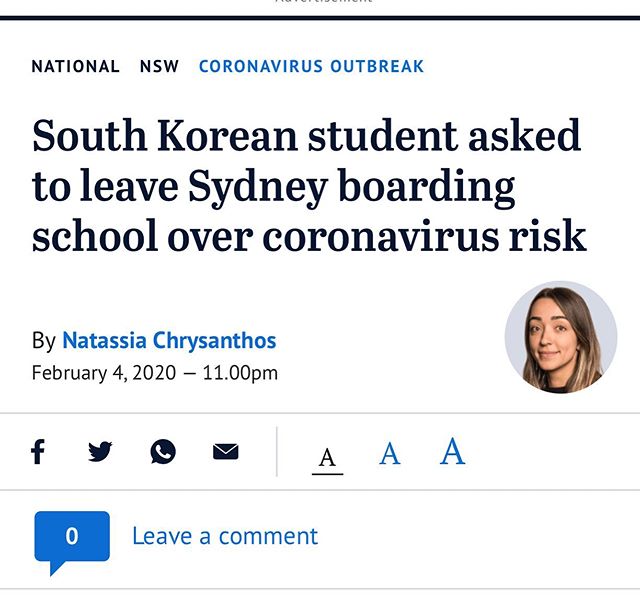 Advertisement
NATIONAL NSW CORONAVIRUS OUTBREAK
South Korean student asked
to leave Sydney boarding
school over coronavirus risk
By Natassia Chrysanthos
February 4, 2020 — 11.00pm
A A A
0 Leave a comment